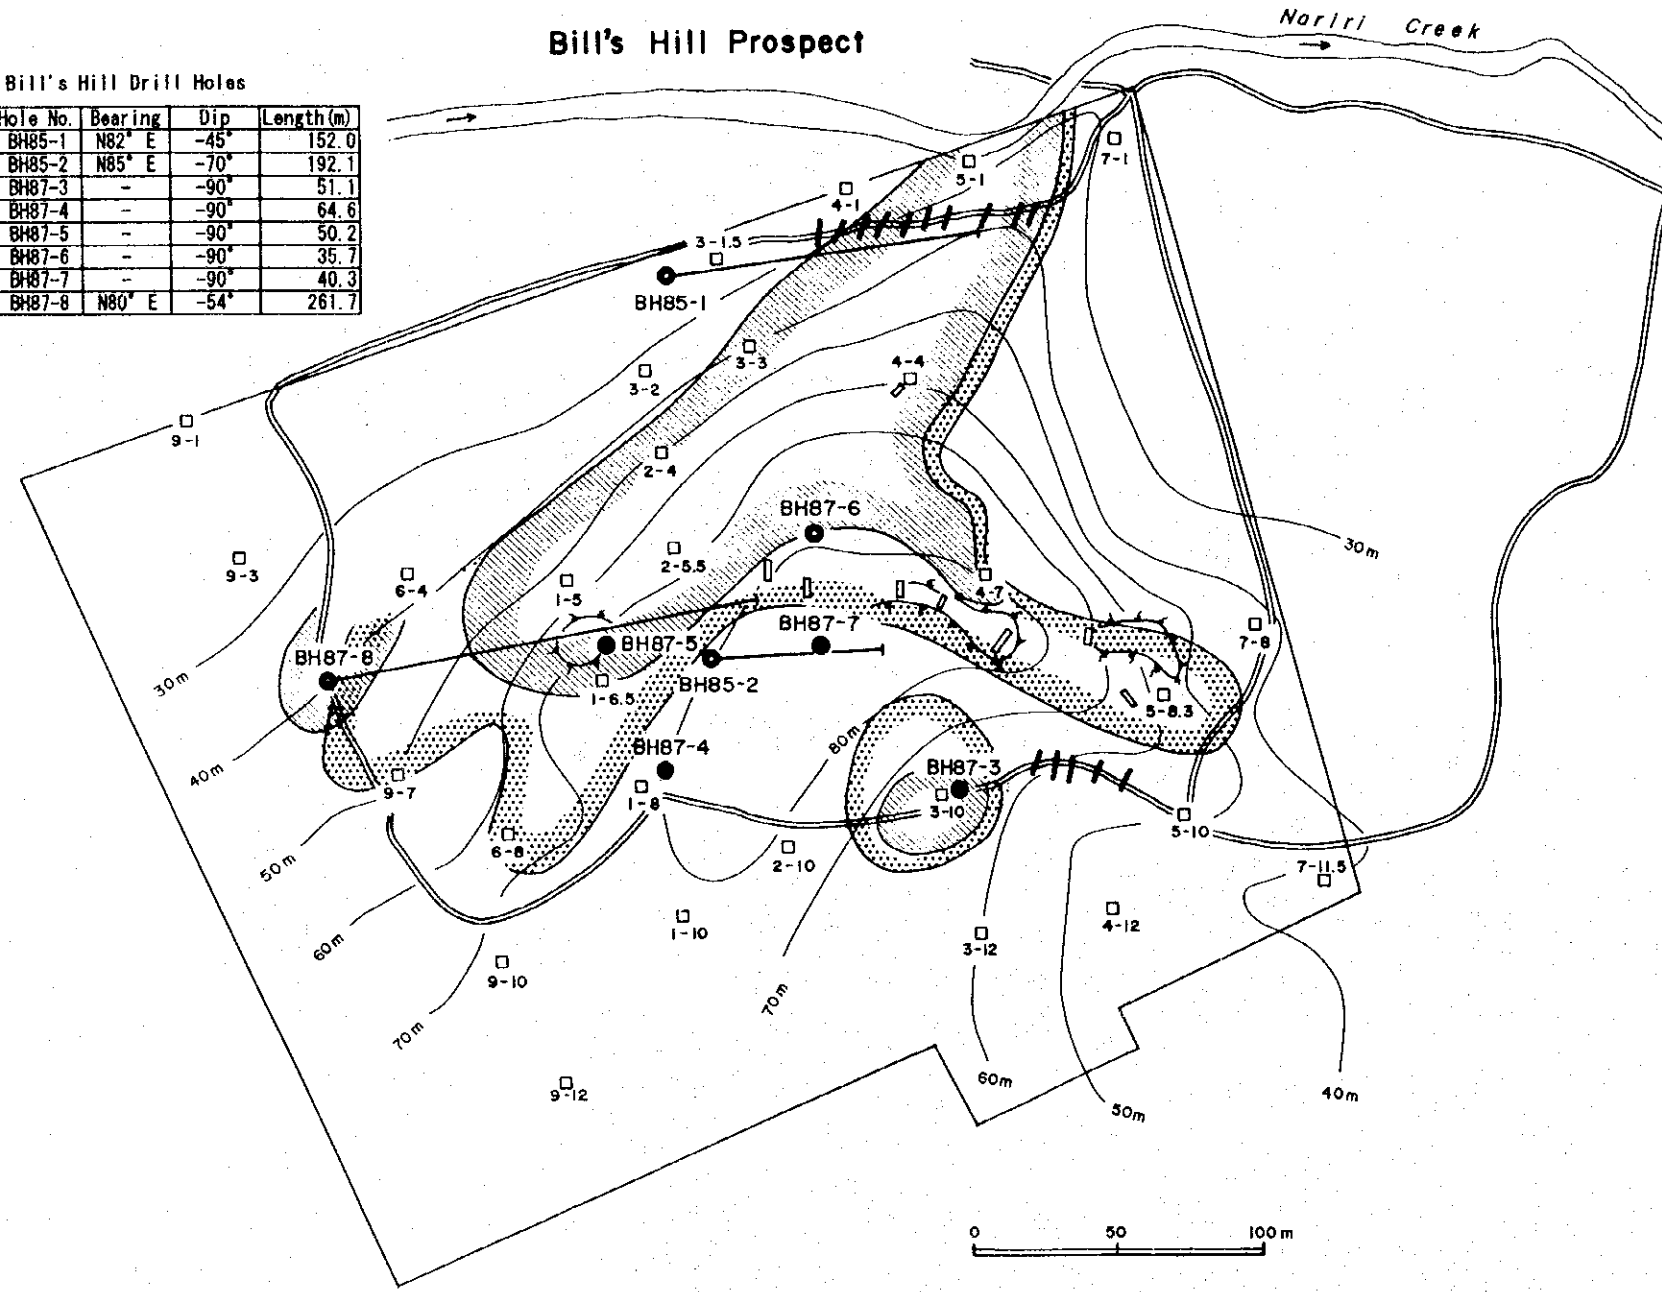 Bill's Hill Prospect
Nariri Creek
Bill's Hill Drill Holes
Hole No. Bearing Dip Length(m)
BH85-1 N82° E -45° 152.0
BH85-2 N85° E -70° 192.1
BH87-3 - -90° 51.1
BH87-4 - -90° 64.6
BH87-5 - -90° 50.2
BH87-6 - -90° 35.7
BH87-7 - -90° 40.3
BH87-8 N80° E -54° 261.7
7-1
5-1
4-1
3-1.5
BH85-1
3-3
4-4
3-2
9-1
2-4
BH87-6
30m
9-3
6-4
2-5.5
1-5
4-7
BH87-7
BH87-5
7-8
BH87-8
BH85-2
30m
1-6.5
5-8.3
80m
BH87-4
40m
BH87-3
9-7
1-8
3-10
5-10
6-8
50m
2-10
7-11.5
1-10
4-12
60m
3-12
9-10
70m
70m
60m
9-12
50m
40m
0 50 100m